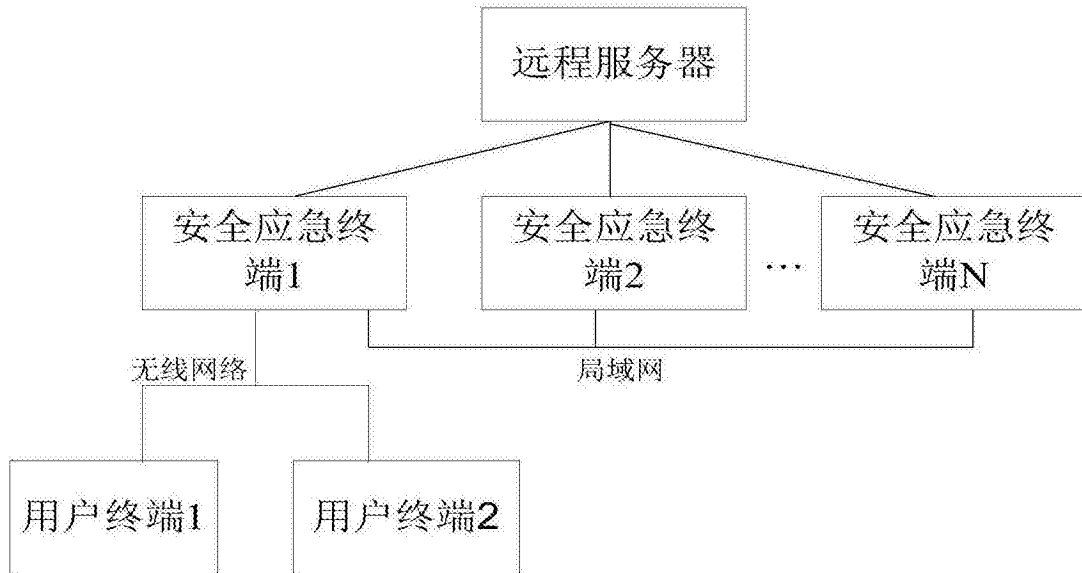 远程服务器
安全应急终
端1
安全应急终
端2
…
安全应急终
端N
无线网络
局域网
用户终端1
用户终端2